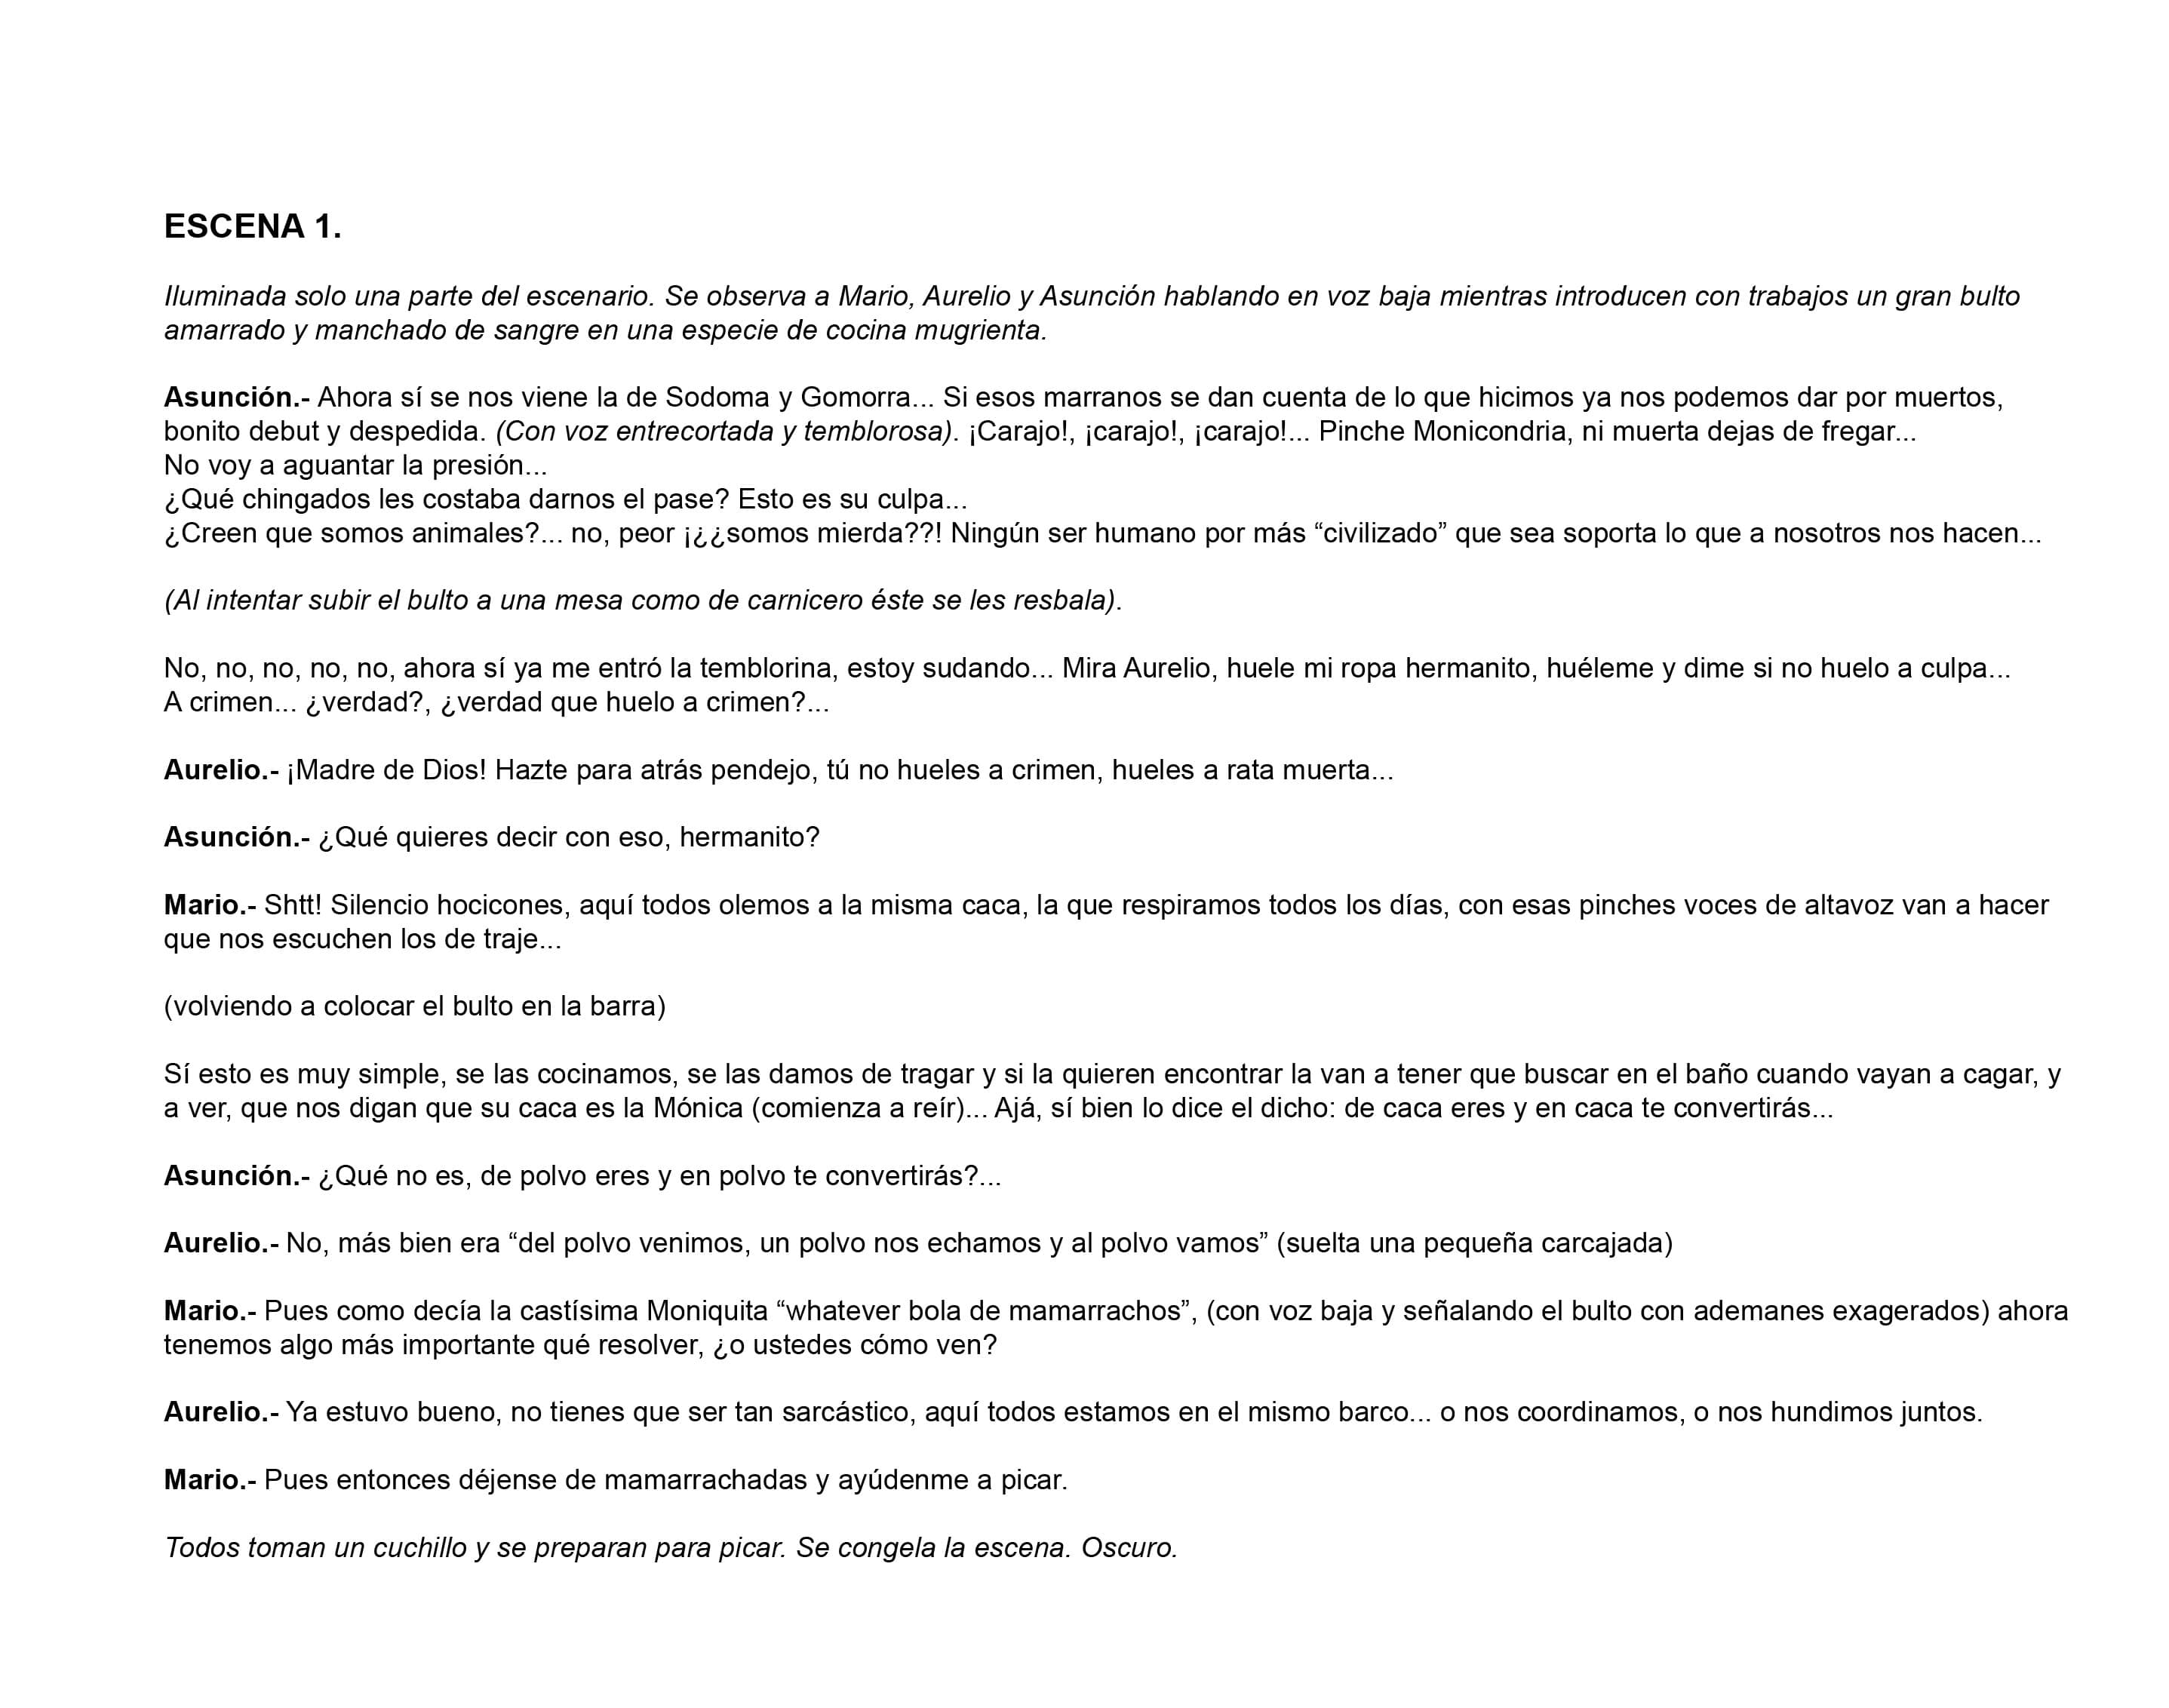 ESCENA 1.
Iluminada solo una parte del escenario. Se observa a Mario, Aurelio y Asunción hablando en voz baja mientras introducen con trabajos un gran bulto
amarrado y manchado de sangre en una especie de cocina mugrienta.
Asunción.- Ahora sí se nos viene la de Sodoma y Gomorra... Si esos marranos se dan cuenta de lo que hicimos ya nos podemos dar por muertos,
bonito debut y despedida. (Con voz entrecortada y temblorosa). ¡Carajo!, ¡carajo!, ¡carajo!... Pinche Monicondria, ni muerta dejas de fregar...
No voy a aguantar la presión...
¿Qué chingados les costaba darnos el pase? Esto es su culpa...
¿Creen que somos animales?... no, peor ¡¿¿somos mierda??! Ningún ser humano por más “civilizado” que sea soporta lo que a nosotros nos hacen...
(Al intentar subir el bulto a una mesa como de carnicero éste se les resbala).
No, no, no, no, no, ahora sí ya me entró la temblorina, estoy sudando... Mira Aurelio, huele mi ropa hermanito, huéleme y dime si no huelo a culpa...
A crimen... ¿verdad?, ¿verdad que huelo a crimen?...
Aurelio.- ¡Madre de Dios! Hazte para atrás pendejo, tú no hueles a crimen, hueles a rata muerta...
Asunción.- ¿Qué quieres decir con eso, hermanito?
Mario.- Shtt! Silencio hocicones, aquí todos olemos a la misma caca, la que respiramos todos los días, con esas pinches voces de altavoz van a hacer
que nos escuchen los de traje...
(volviendo a colocar el bulto en la barra)
Sí esto es muy simple, se las cocinamos, se las damos de tragar y si la quieren encontrar la van a tener que buscar en el baño cuando vayan a cagar, y
a ver, que nos digan que su caca es la Mónica (comienza a reír)... Ajá, sí bien lo dice el dicho: de caca eres y en caca te convertirás...
Asunción.- ¿Qué no es, de polvo eres y en polvo te convertirás?...
Aurelio.- No, más bien era “del polvo venimos, un polvo nos echamos y al polvo vamos” (suelta una pequeña carcajada)
Mario.- Pues como decía la castísima Moniquita “whatever bola de mamarrachos”, (con voz baja y señalando el bulto con ademanes exagerados) ahora
tenemos algo más importante qué resolver, ¿o ustedes cómo ven?
Aurelio.- Ya estuvo bueno, no tienes que ser tan sarcástico, aquí todos estamos en el mismo barco... o nos coordinamos, o nos hundimos juntos.
Mario.- Pues entonces déjense de mamarrachadas y ayúdenme a picar.
Todos toman un cuchillo y se preparan para picar. Se congela la escena. Oscuro.